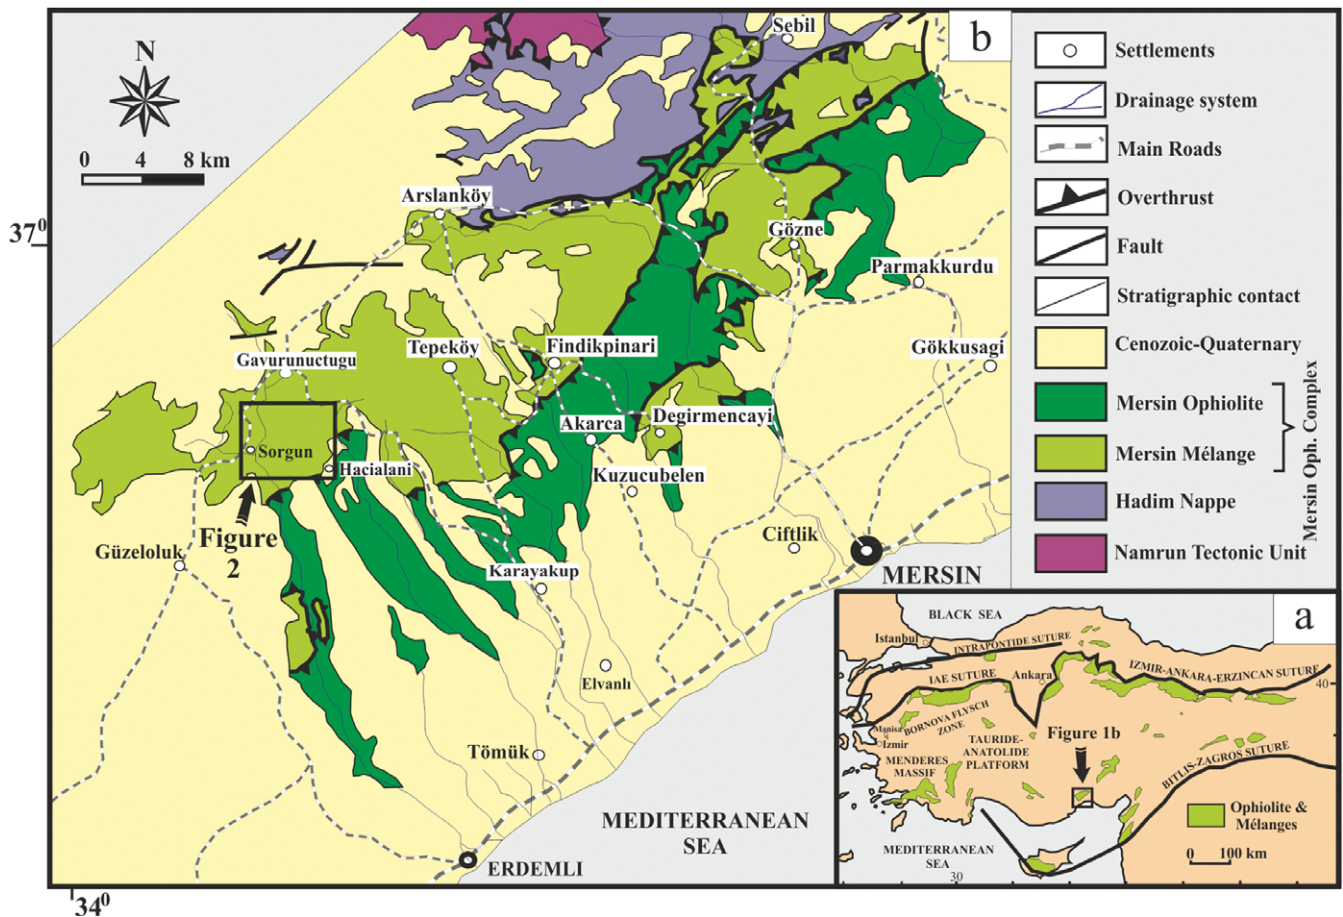 b
N
0 4 8 km
37⁰
34⁰
Sebil
Arslanköy
Gözne
Parmakkurdu
Gavurunuctugu
Tepeköy
Findikpinari
Gökkusagi
Akarca
Degirmencayi
Sorgun
Hacialani
Kuzucubelen
Figure
2
Güzeloluk
Ciftlik
Karayakup
MERSIN
Elvanlı
Tömük
ERDEMLI
MEDITERRANEAN
SEA
Settlements
Drainage system
Main Roads
Overthrust
Fault
Stratigraphic contact
Cenozoic-Quaternary
Mersin Ophiolite
Mersin Mélange
Hadim Nappe
Namrun Tectonic Unit
Mersin Oph. Complex
a
BLACK SEA
Istanbul
INTRAPONTIDE SUTURE
IAE SUTURE
Ankara
IZMIR-ANKARA-ERZINCAN SUTURE
40
BORNOVA FLYSCH
ZONE
Manisa
Izmir
MENDERES
MASSIF
TAURIDE-
ANATOLIDE
PLATFORM
Figure 1b
BITLIS-ZAGROS SUTURE
Ophiolite &
Mélanges
0 100 km
MEDITERRANEAN
SEA
30